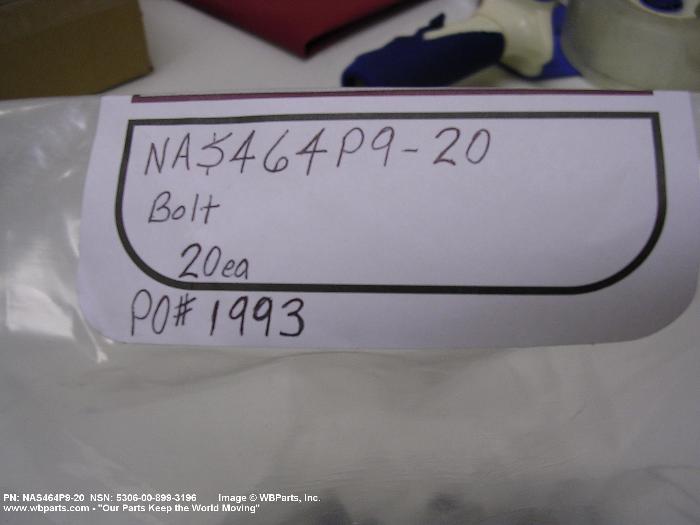 NAS464P9-20
Bolt
20ea
PO# 1993
PN: NAS464P9-20 NSN: 5306-00-899-3196 Image © WBParts, Inc.
www.wbparts.com - "Our Parts Keep the World Moving"